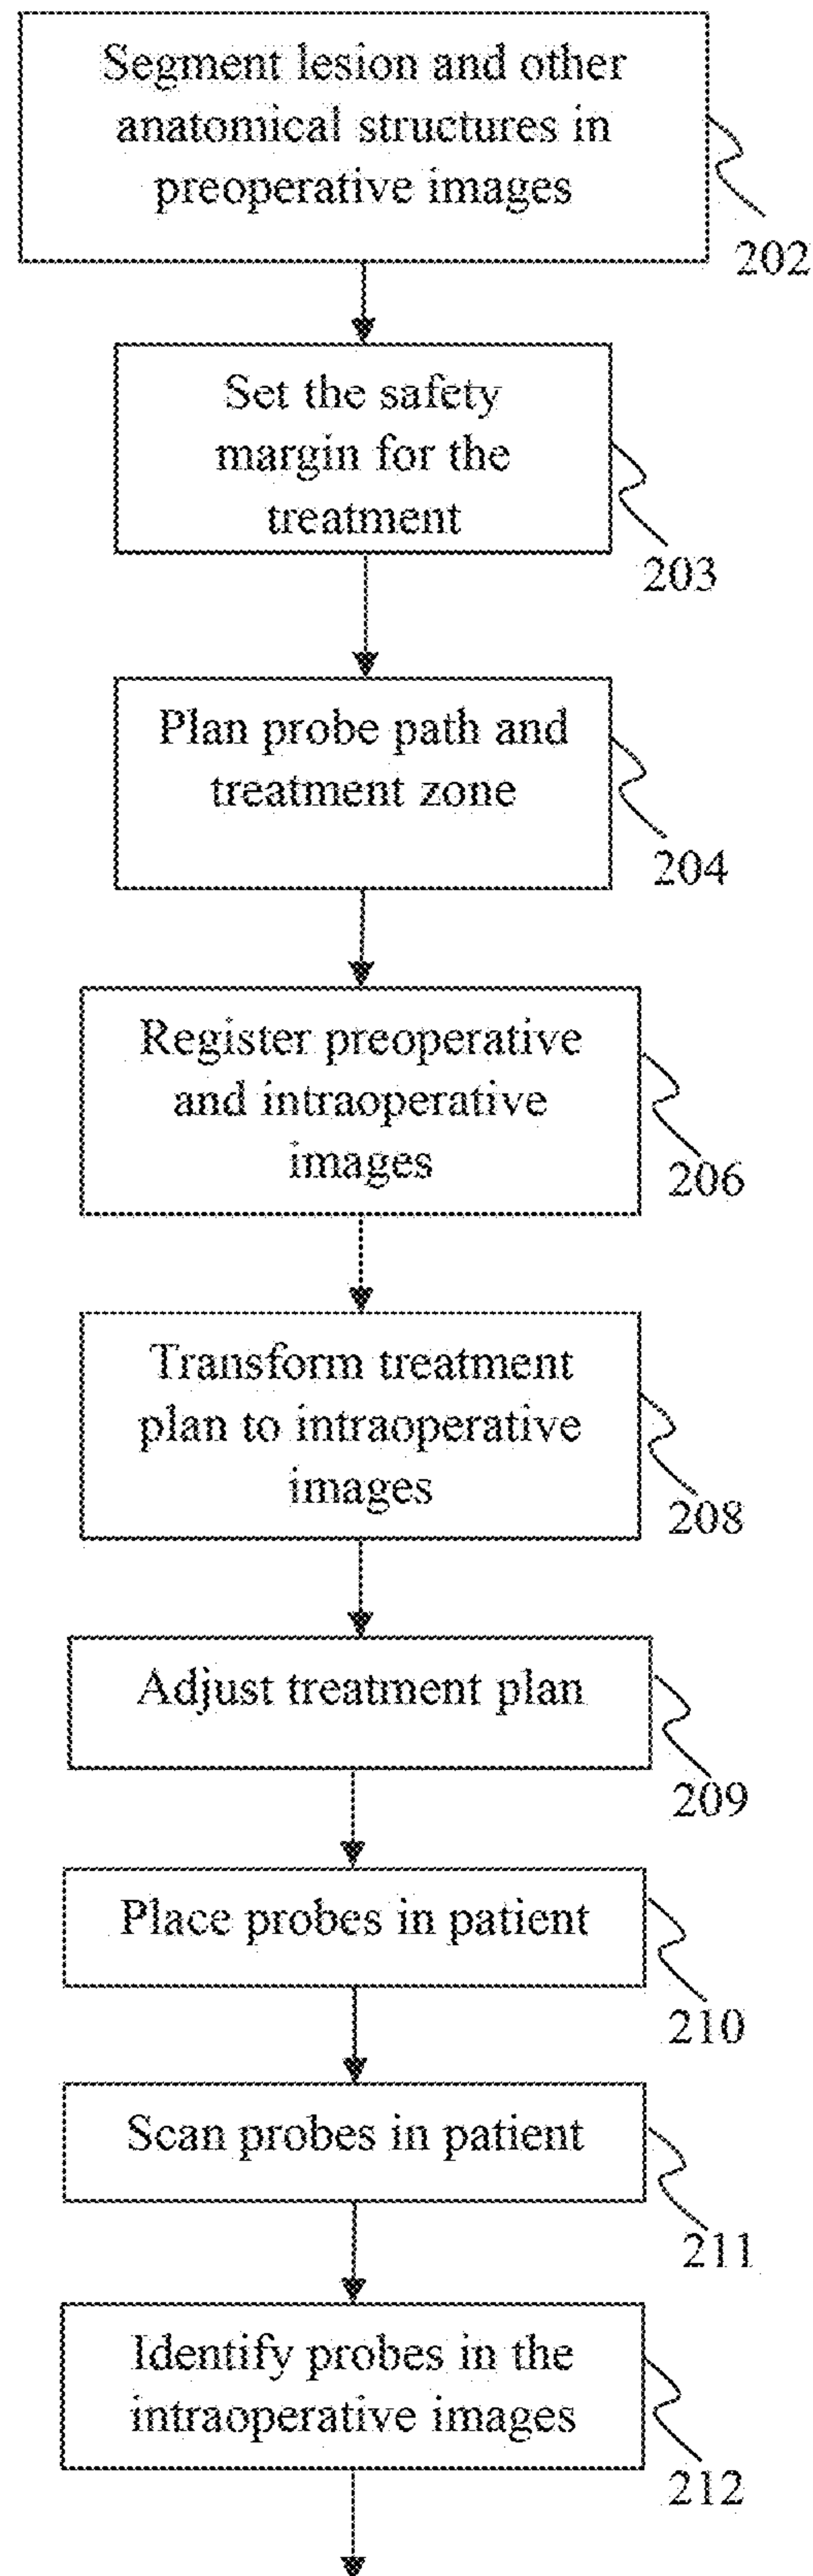 Segment lesion and other
anatomical structures in
preoperative images
202
Set the safety
margin for the
treatment
203
Plan probe path and
treatment zone
204
Register preoperative
and intraoperative
images
206
Transform treatment
plan to intraoperative
images
208
Adjust treatment plan
209
Place probes in patient
210
Scan probes in patient
211
Identify probes in the
intraoperative images
212